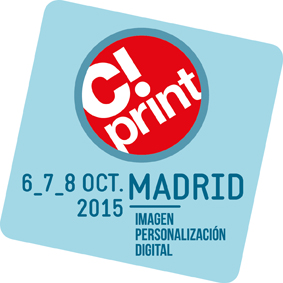 C!
print
6_7_8 OCT. MADRID
2015
IMAGEN
PERSONALIZACIÓN
DIGITAL